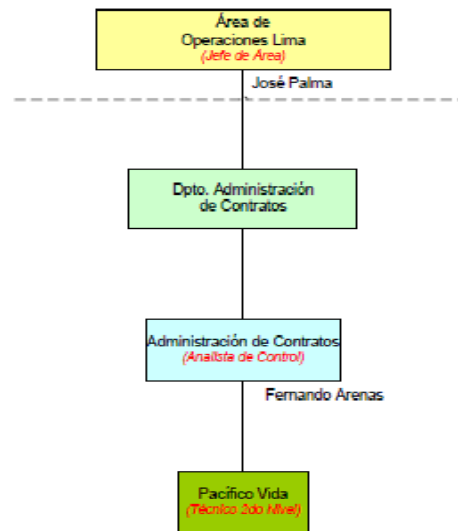 Área de
Operaciones Lima
(Jefe de Área)
José Palma
Dpto. Administración
de Contratos
Administración de Contratos
(Analista de Control)
Fernando Arenas
Pacífico Vida
(Técnico 2do Nivel)